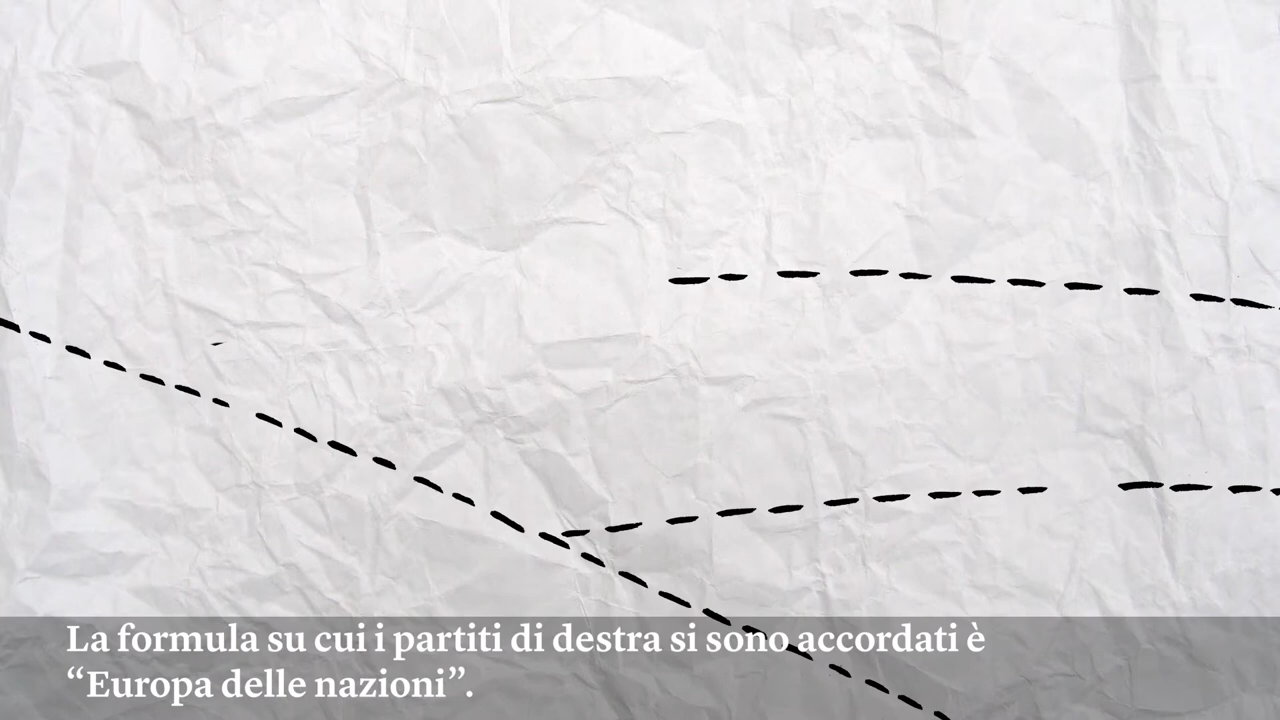 La formula su cui i partiti di destra si sono accordati è
“Europa delle nazioni”.